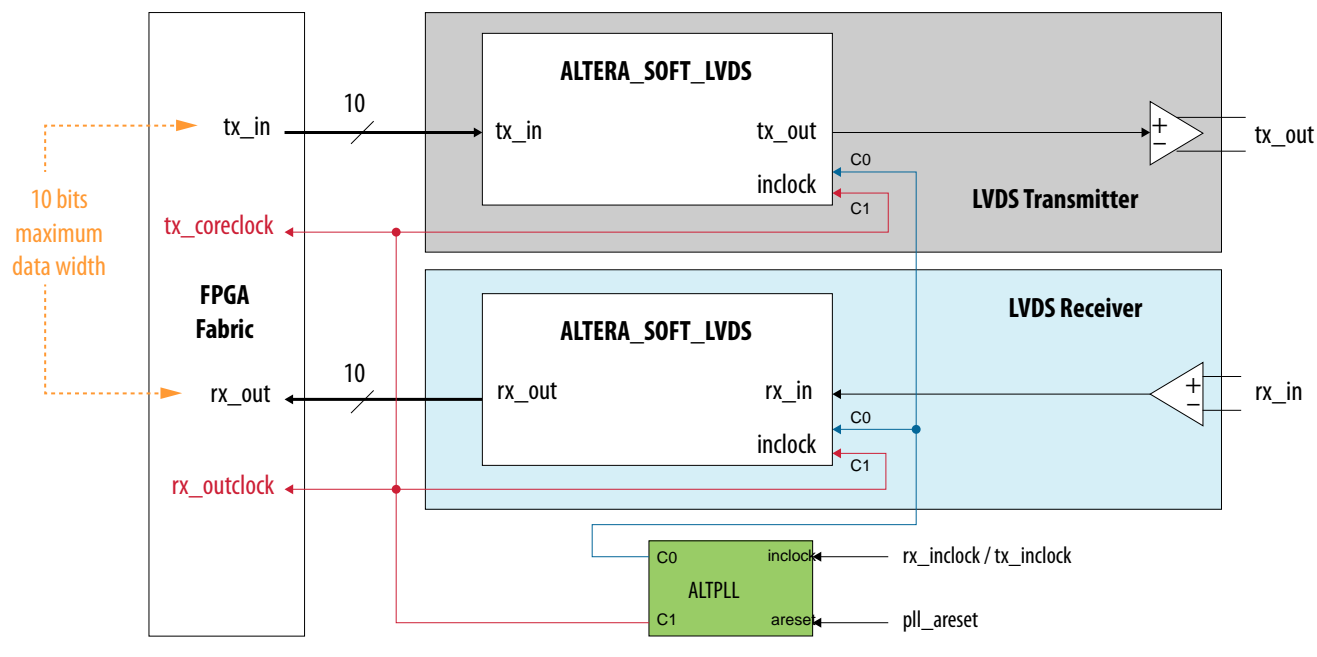 ALTERA_SOFT_LVDS
10
tx_in
tx_in
tx_out
tx_out
C0
inclock
C1
LVDS Transmitter
10 bits
maximum
data width
tx_coreclock
FPGA
Fabric
LVDS Receiver
ALTERA_SOFT_LVDS
10
rx_out
rx_out
rx_in
rx_in
C0
inclock
C1
rx_outclock
C0
inclock
rx_inclock / tx_inclock
ALTPLL
C1
areset
pll_areset